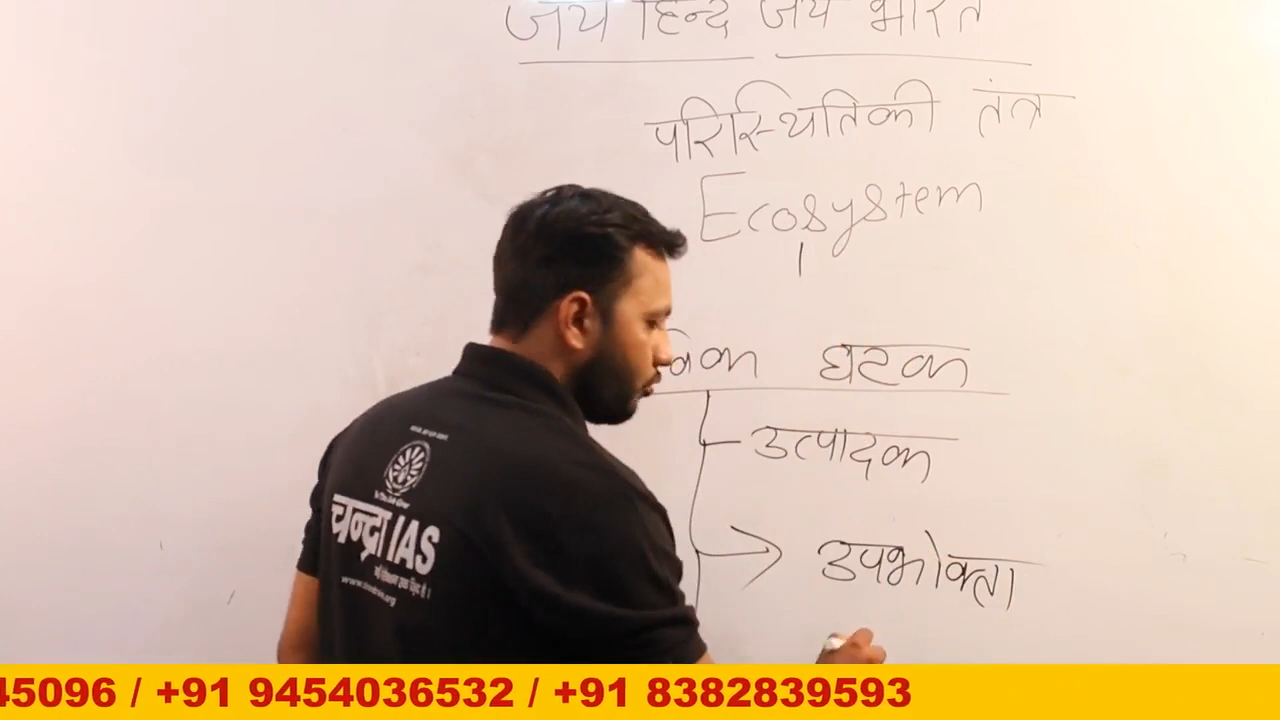 जय हिन्द जय भारत
परिस्थितिकी तंत्र
Ecosystem
घटक
उत्पादक
उपभोक्ता
चन्द्रा IAS
45096 / +91 9454036532 / +91 8382839593